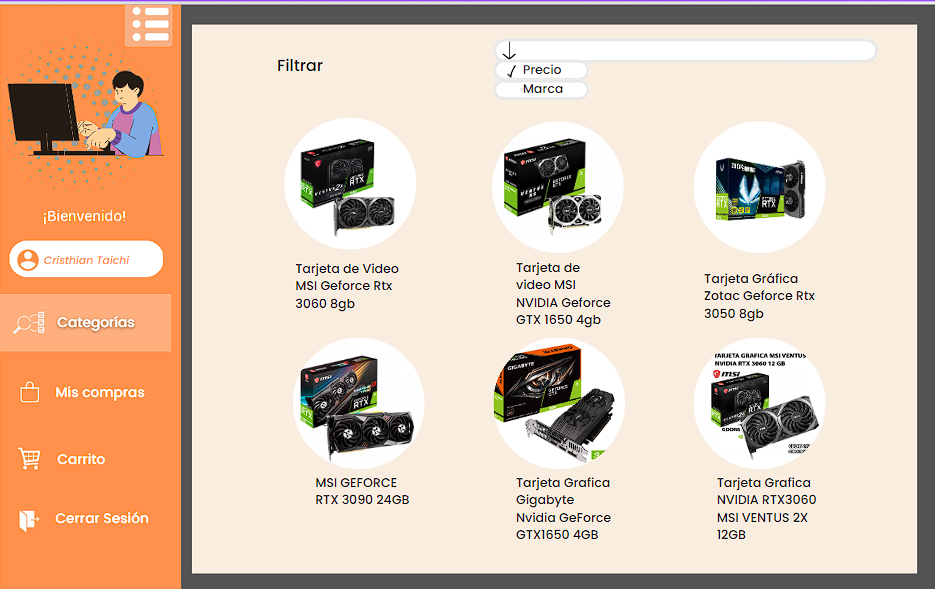 ¡Bienvenido!
Cristhian Taichi
Categorías
Mis compras
Carrito
Cerrar Sesión
Filtrar
Precio
Marca
Tarjeta de Video
MSI Geforce Rtx
3060 8gb
Tarjeta de
video MSI
NVIDIA Geforce
GTX 1650 4gb
Tarjeta Gráfica
Zotac Geforce Rtx
3050 8gb
MSI GEFORCE
RTX 3090 24GB
GIGABYTE
Tarjeta Grafica
Gigabyte
Nvidia GeForce
GTX1650 4GB
TARJETA GRAFICA MSI VENTUS
NVIDIA RTX 3060 12 GB
msi
Tarjeta Grafica
NVIDIA RTX3060
MSI VENTUS 2X
12GB